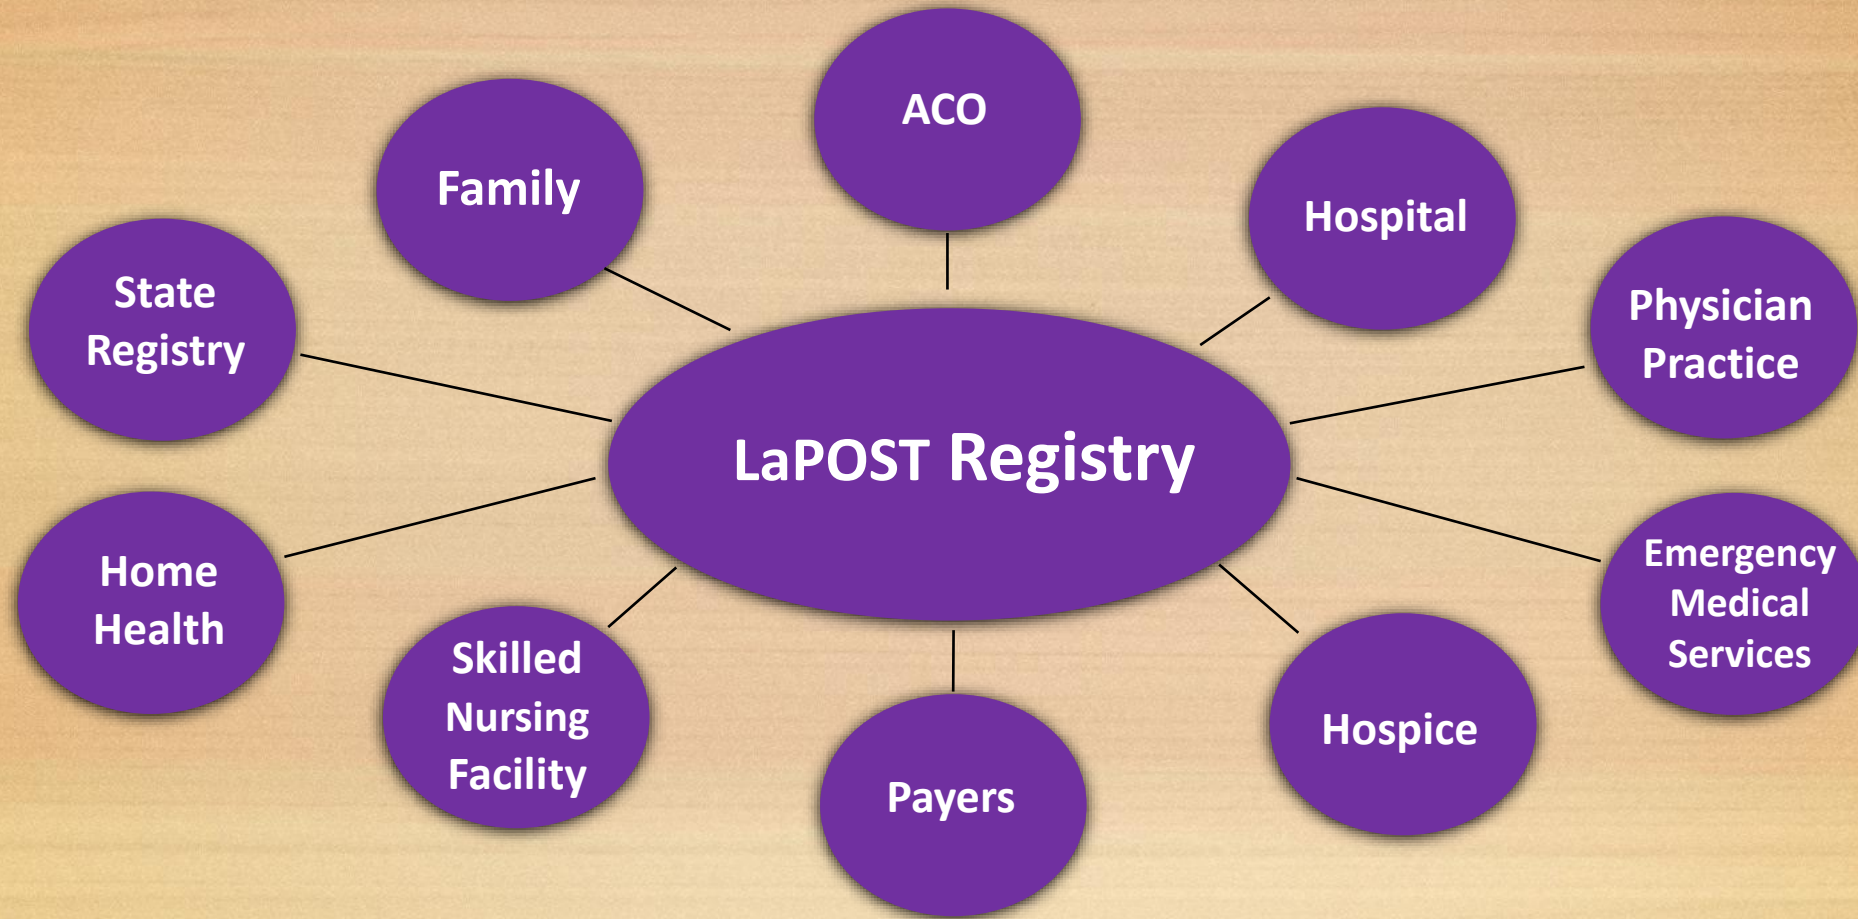 ACO
Family
Hospital
State
Registry
Physician
Practice
LaPOST Registry
Home
Health
Emergency
Medical
Services
Skilled
Nursing
Facility
Hospice
Payers